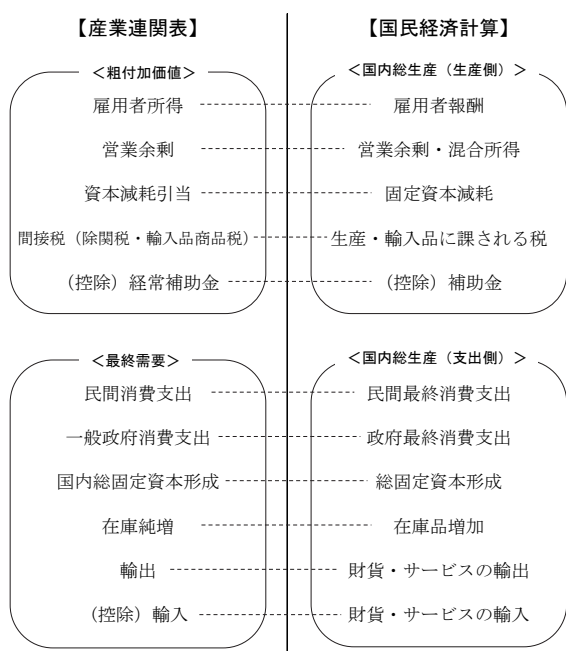 【産業連関表】 【国民経済計算】
＜粗付加価値＞ ＜国内総生産（生産側）＞
雇用者所得 雇用者報酬
営業余剰 営業余剰・混合所得
資本減耗引当 固定資本減耗
間接税（除関税・輸入品商品税） 生産・輸入品に課される税
（控除）経常補助金 （控除）補助金
＜最終需要＞ ＜国内総生産（支出側）＞
民間消費支出 民間最終消費支出
一般政府消費支出 政府最終消費支出
国内総固定資本形成 総固定資本形成
在庫純増 在庫品増加
輸出 財貨・サービスの輸出
（控除）輸入 財貨・サービスの輸入